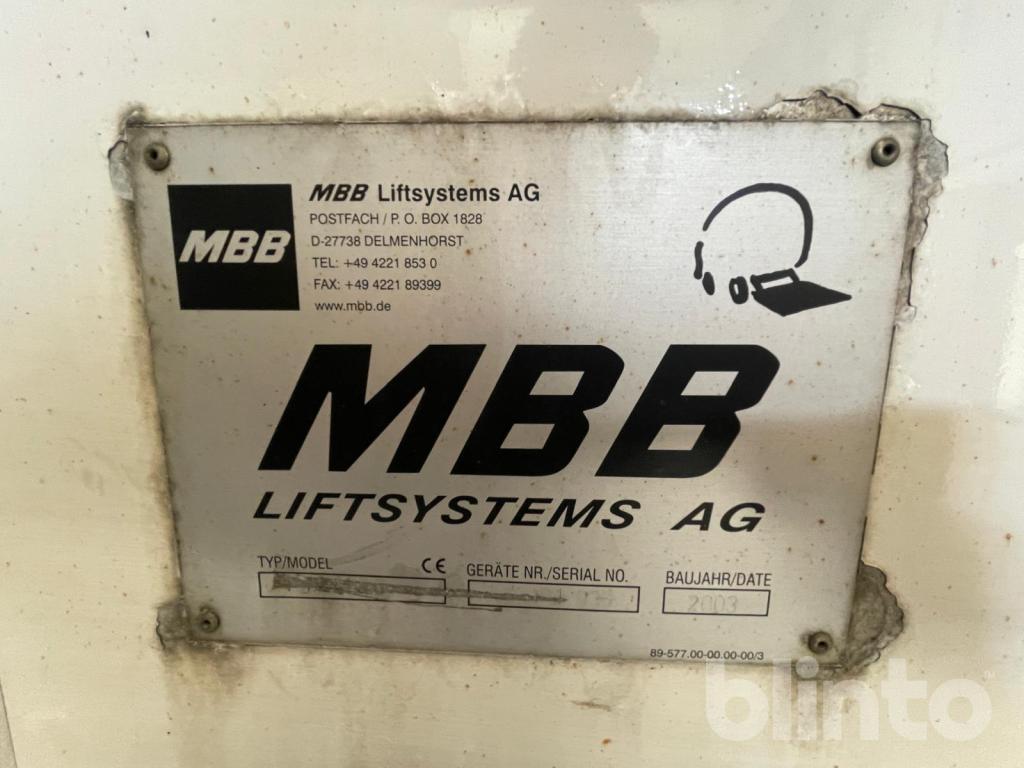 MBB
MBB Liftsystems AG
POSTFACH / P. O. BOX 1828
D-27738 DELMENHORST
TEL: +49 4221 853 0
FAX: +49 4221 89399
www.mbb.de
MBB
LIFTSYSTEMS AG
TYP/MODEL CE GERÄTE NR./SERIAL NO. BAUJAHR/DATE
2003
89-577.00-00.00-00/3
blinto